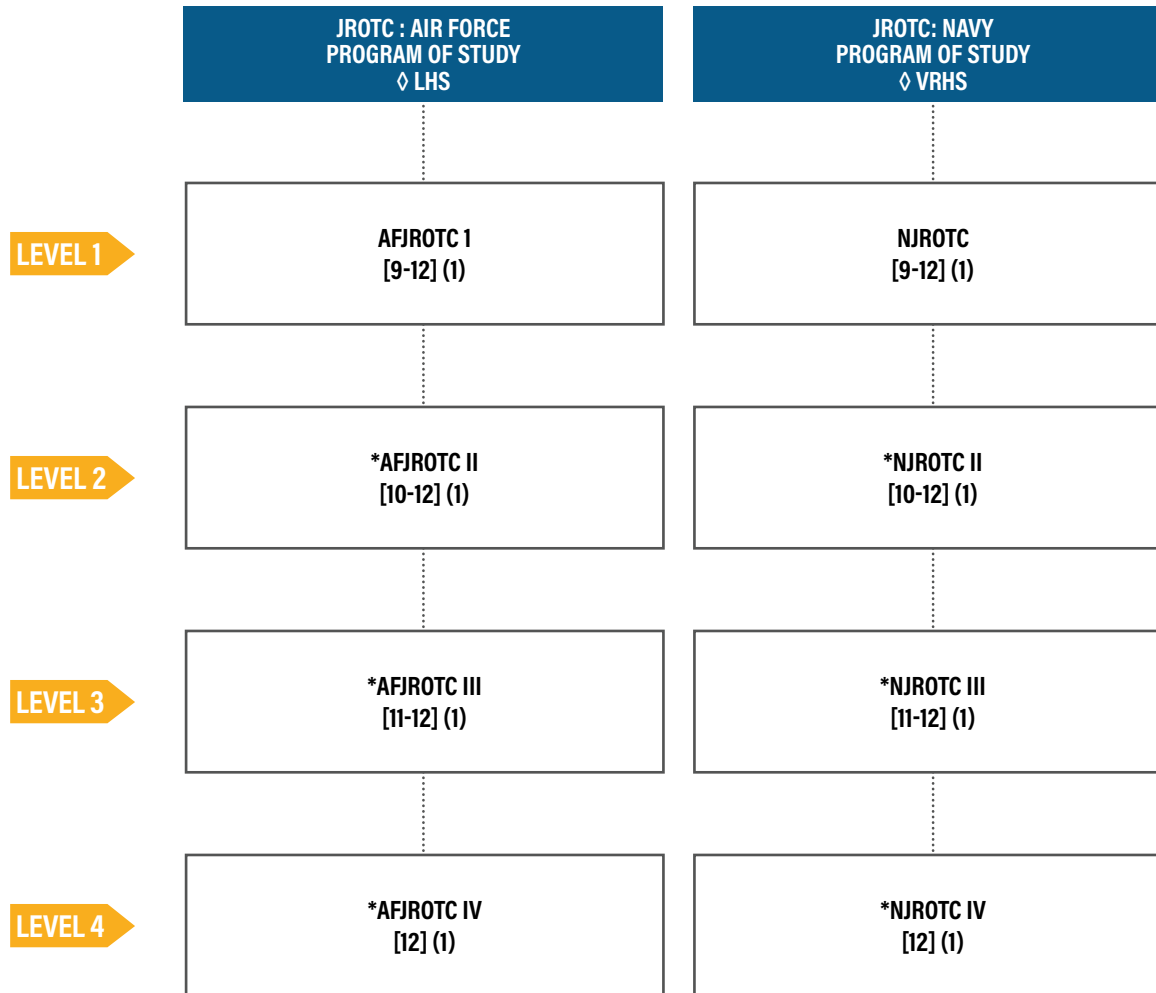 JROTC : AIR FORCE
PROGRAM OF STUDY
◊ LHS
JROTC: NAVY
PROGRAM OF STUDY
◊ VRHS
LEVEL 1
AFJROTC 1
[9-12] (1)
NJROTC
[9-12] (1)
LEVEL 2
*AFJROTC II
[10-12] (1)
*NJROTC II
[10-12] (1)
LEVEL 3
*AFJROTC III
[11-12] (1)
*NJROTC III
[11-12] (1)
LEVEL 4
*AFJROTC IV
[12] (1)
*NJROTC IV
[12] (1)